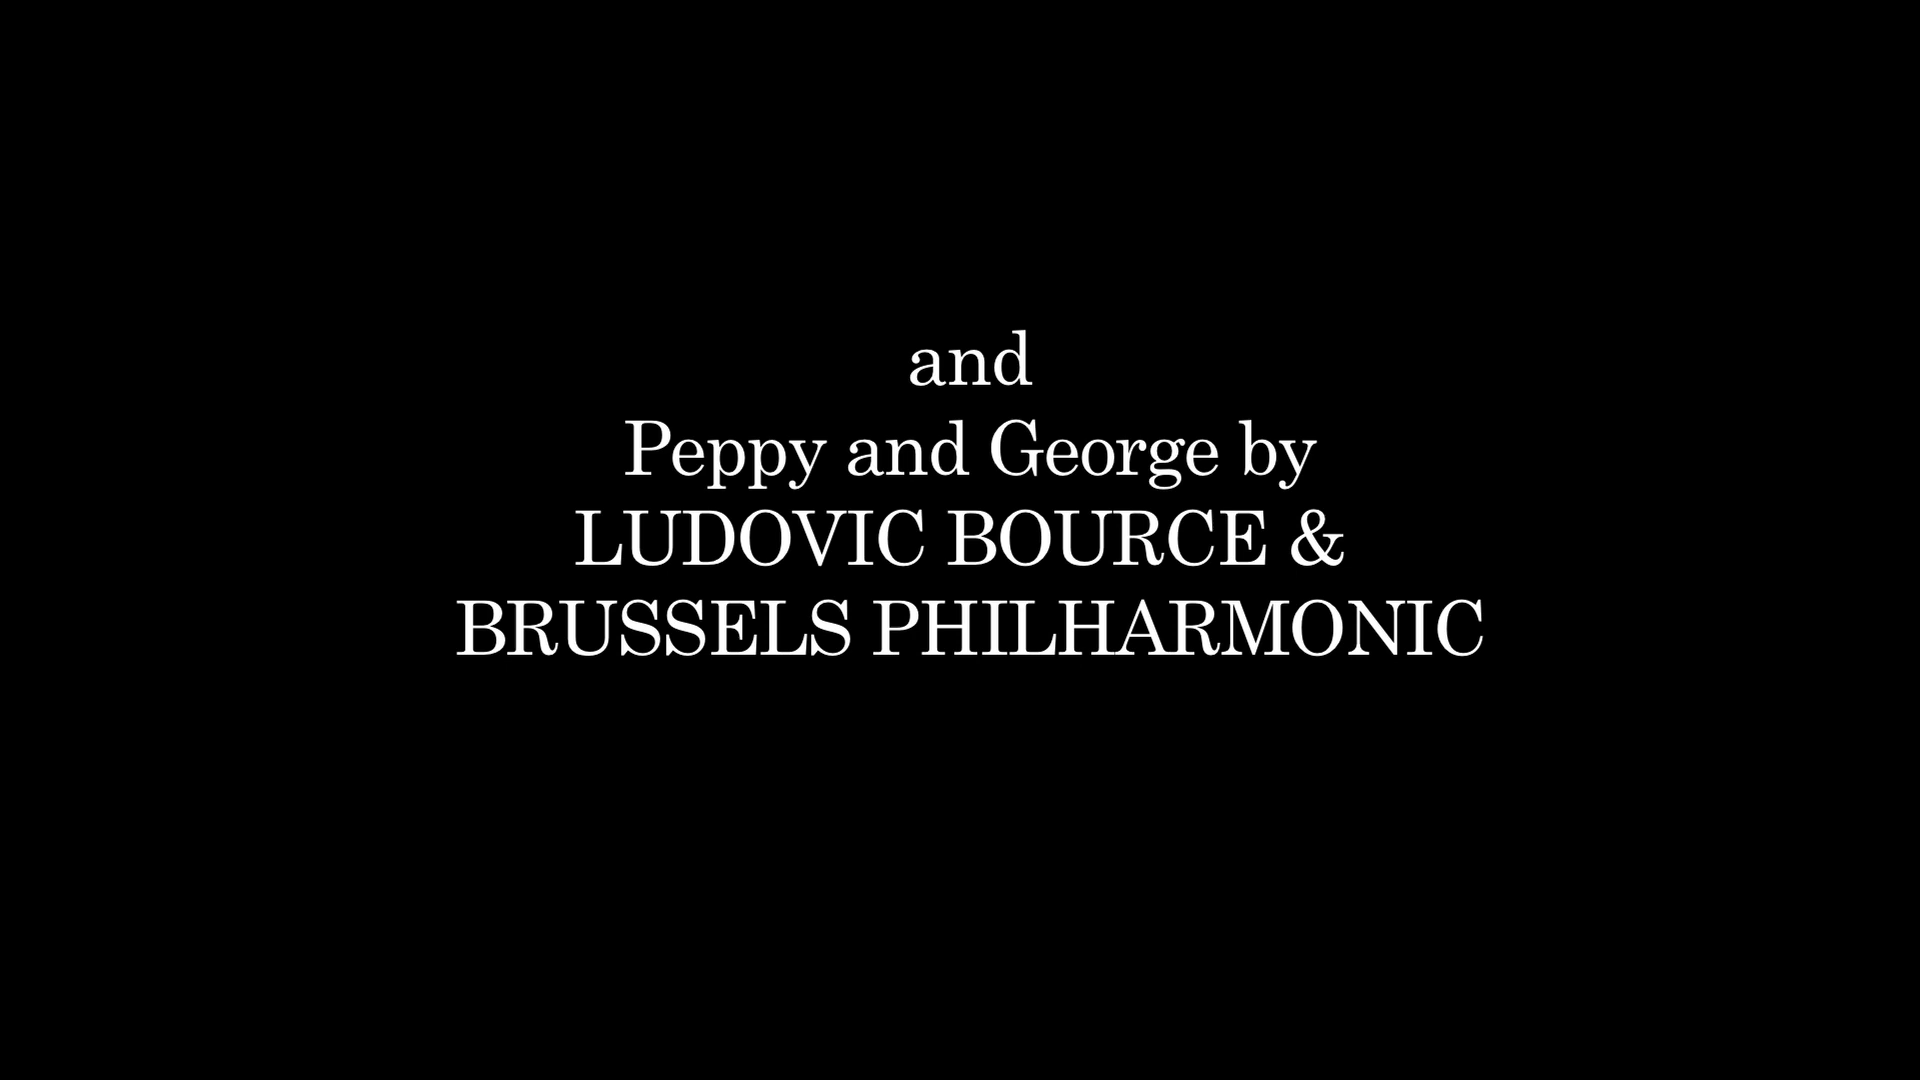 and
Peppy and George by
LUDOVIC BOURCE &
BRUSSELS PHILHARMONIC